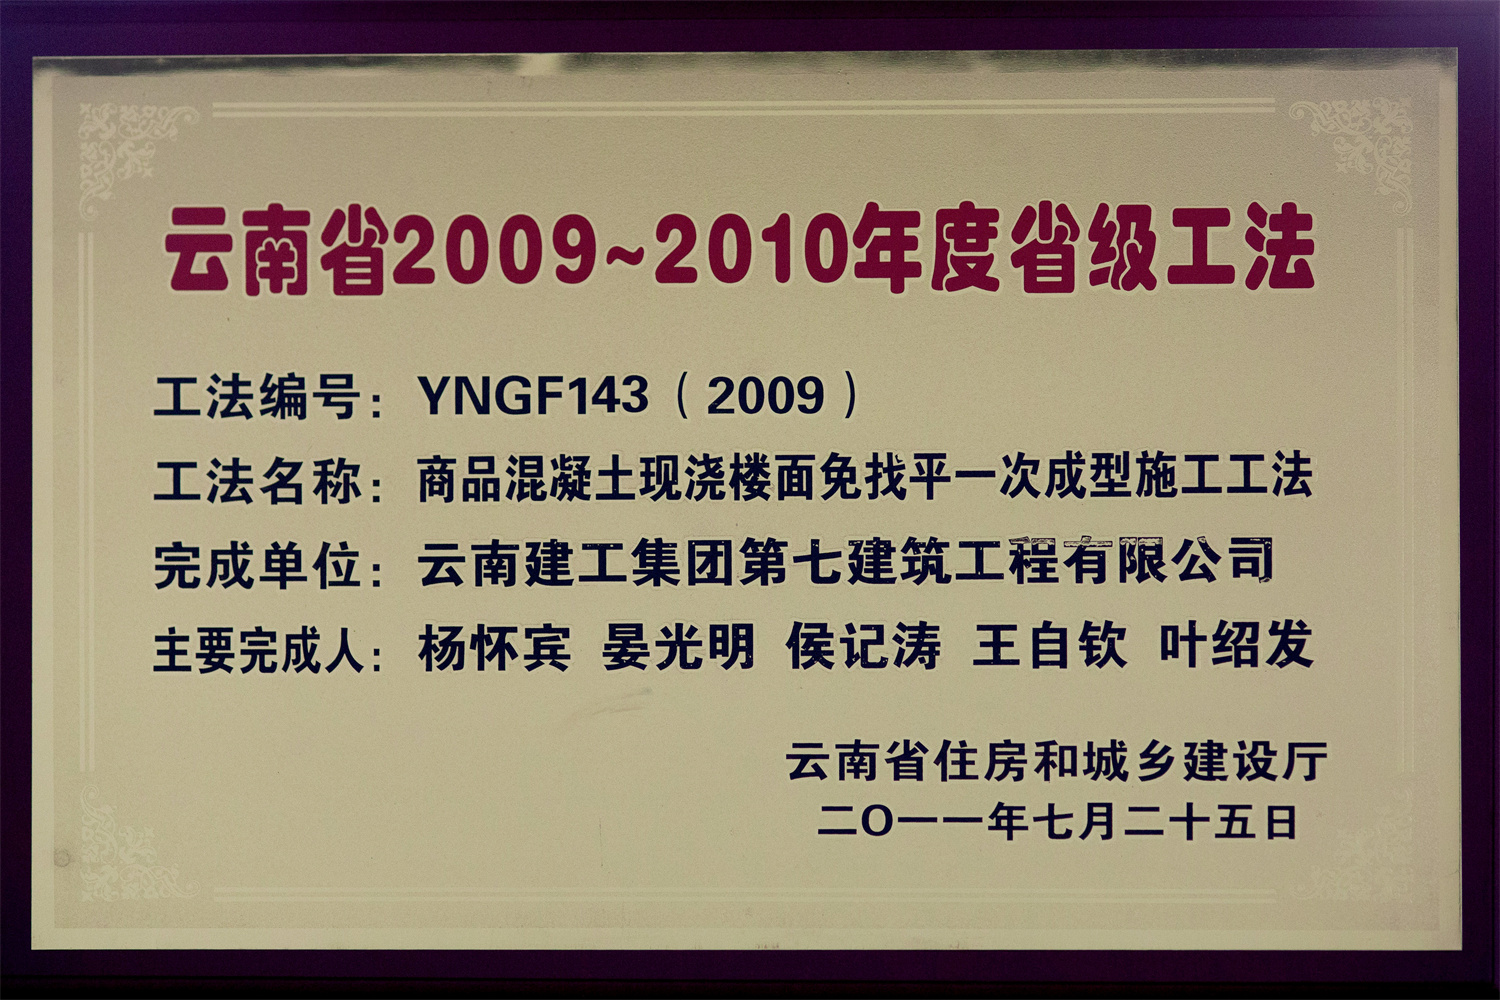 云南省2009~2010年度省级工法
工法编号：YNGF143（2009）
工法名称：商品混凝土现浇楼面免找平一次成型施工工法
完成单位：云南建工集团第七建筑工程有限公司
主要完成人：杨怀宾 晏光明 侯记涛 王自钦 叶绍发
云南省住房和城乡建设厅
二〇一一年七月二十五日